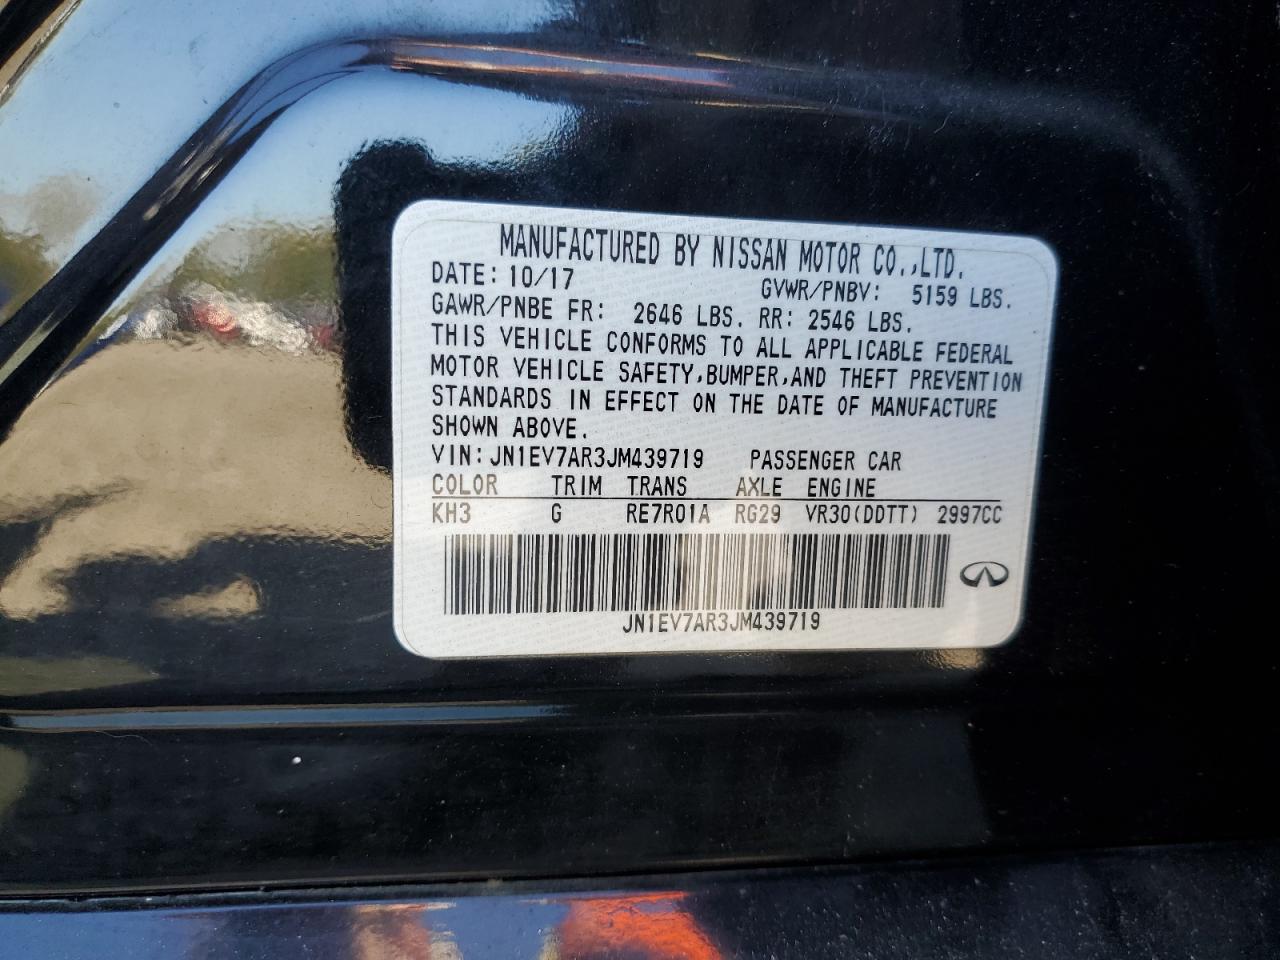 MANUFACTURED BY NISSAN MOTOR CO.,LTD.
DATE: 10/17 GVWR/PNBV: 5159 LBS.
GAWR/PNBE FR: 2646 LBS. RR: 2546 LBS.
THIS VEHICLE CONFORMS TO ALL APPLICABLE FEDERAL
MOTOR VEHICLE SAFETY,BUMPER,AND THEFT PREVENTION
STANDARDS IN EFFECT ON THE DATE OF MANUFACTURE
SHOWN ABOVE.
VIN: JN1EV7AR3JM439719 PASSENGER CAR
COLOR TRIM TRANS AXLE ENGINE
KH3 G RE7R01A RG29 VR30(DDTT) 2997CC
JN1EV7AR3JM439719